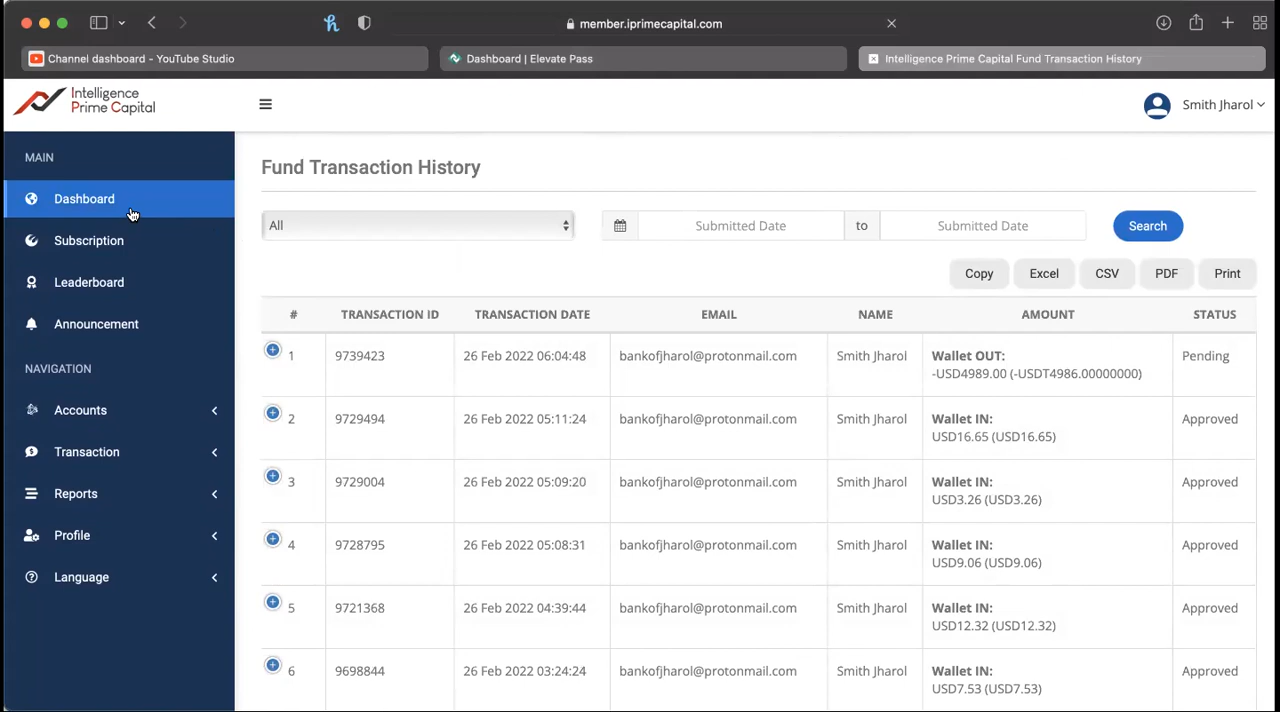 member.iprimecapital.com
Channel dashboard - YouTube Studio
Dashboard | Elevate Pass
Intelligence Prime Capital Fund Transaction History
Intelligence
Prime Capital
Smith Jharol
MAIN
Dashboard
Subscription
Leaderboard
Announcement
NAVIGATION
Accounts
Transaction
Reports
Profile
Language
Fund Transaction History
All
Submitted Date
to
Submitted Date
Search
Copy
Excel
CSV
PDF
Print
# TRANSACTION ID TRANSACTION DATE EMAIL NAME AMOUNT STATUS
1 9739423 26 Feb 2022 06:04:48 bankofjharol@protonmail.com Smith Jharol Wallet OUT: Pending
-USD4989.00 (-USDT4986.00000000)
2 9729494 26 Feb 2022 05:11:24 bankofjharol@protonmail.com Smith Jharol Wallet IN: Approved
USD16.65 (USD16.65)
3 9729004 26 Feb 2022 05:09:20 bankofjharol@protonmail.com Smith Jharol Wallet IN: Approved
USD3.26 (USD3.26)
4 9728795 26 Feb 2022 05:08:31 bankofjharol@protonmail.com Smith Jharol Wallet IN: Approved
USD9.06 (USD9.06)
5 9721368 26 Feb 2022 04:39:44 bankofjharol@protonmail.com Smith Jharol Wallet IN: Approved
USD12.32 (USD12.32)
6 9698844 26 Feb 2022 03:24:24 bankofjharol@protonmail.com Smith Jharol Wallet IN: Approved
USD7.53 (USD7.53)